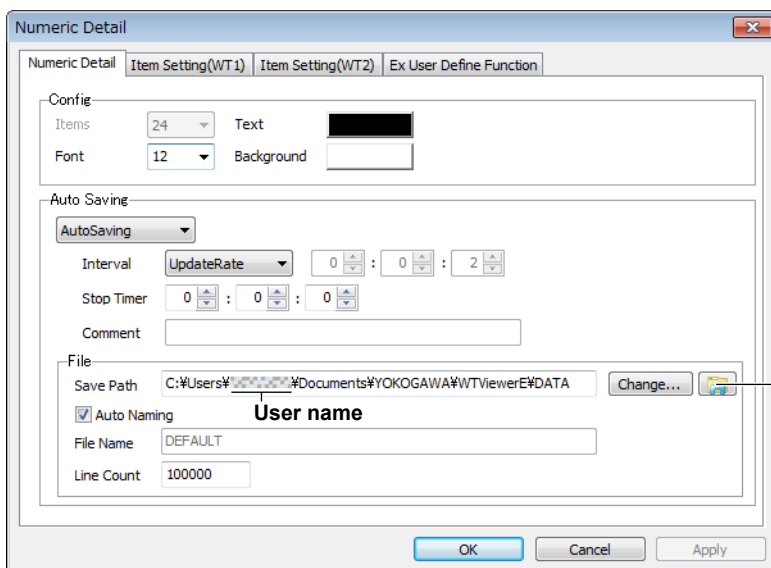 Numeric Detail
Numeric Detail Item Setting(WT1) Item Setting(WT2) Ex User Define Function
Config
Items 24 Text
Font 12 Background
Auto Saving
AutoSaving
Interval UpdateRate 0 : 0 : 2
Stop Timer 0 : 0 : 0
Comment
File
Save Path C:¥Users¥ ¥Documents¥YOKOGAWA¥WTViewerE¥DATA Change...
Auto Naming User name
File Name DEFAULT
Line Count 100000
OK Cancel Apply